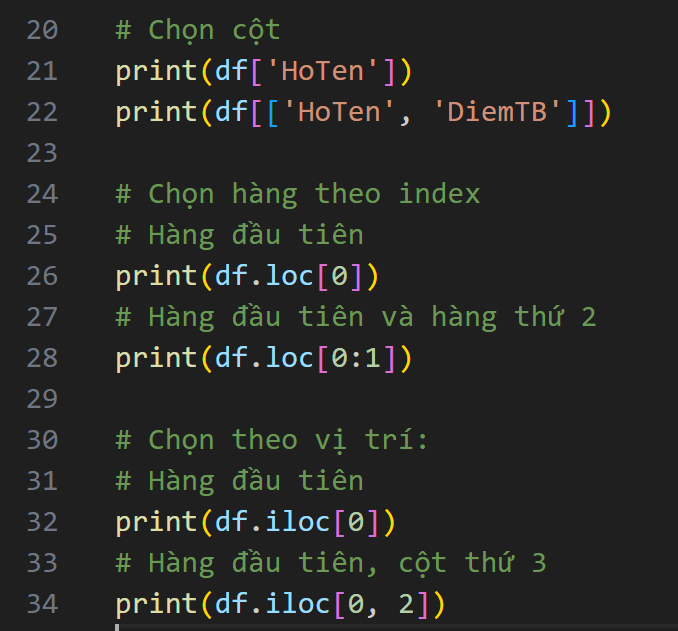 20 # Chọn cột
21 print(df['HoTen'])
22 print(df[['HoTen', 'DiemTB']])
23
24 # Chọn hàng theo index
25 # Hàng đầu tiên
26 print(df.loc[0])
27 # Hàng đầu tiên và hàng thứ 2
28 print(df.loc[0:1])
29
30 # Chọn theo vị trí:
31 # Hàng đầu tiên
32 print(df.iloc[0])
33 # Hàng đầu tiên, cột thứ 3
34 print(df.iloc[0, 2])